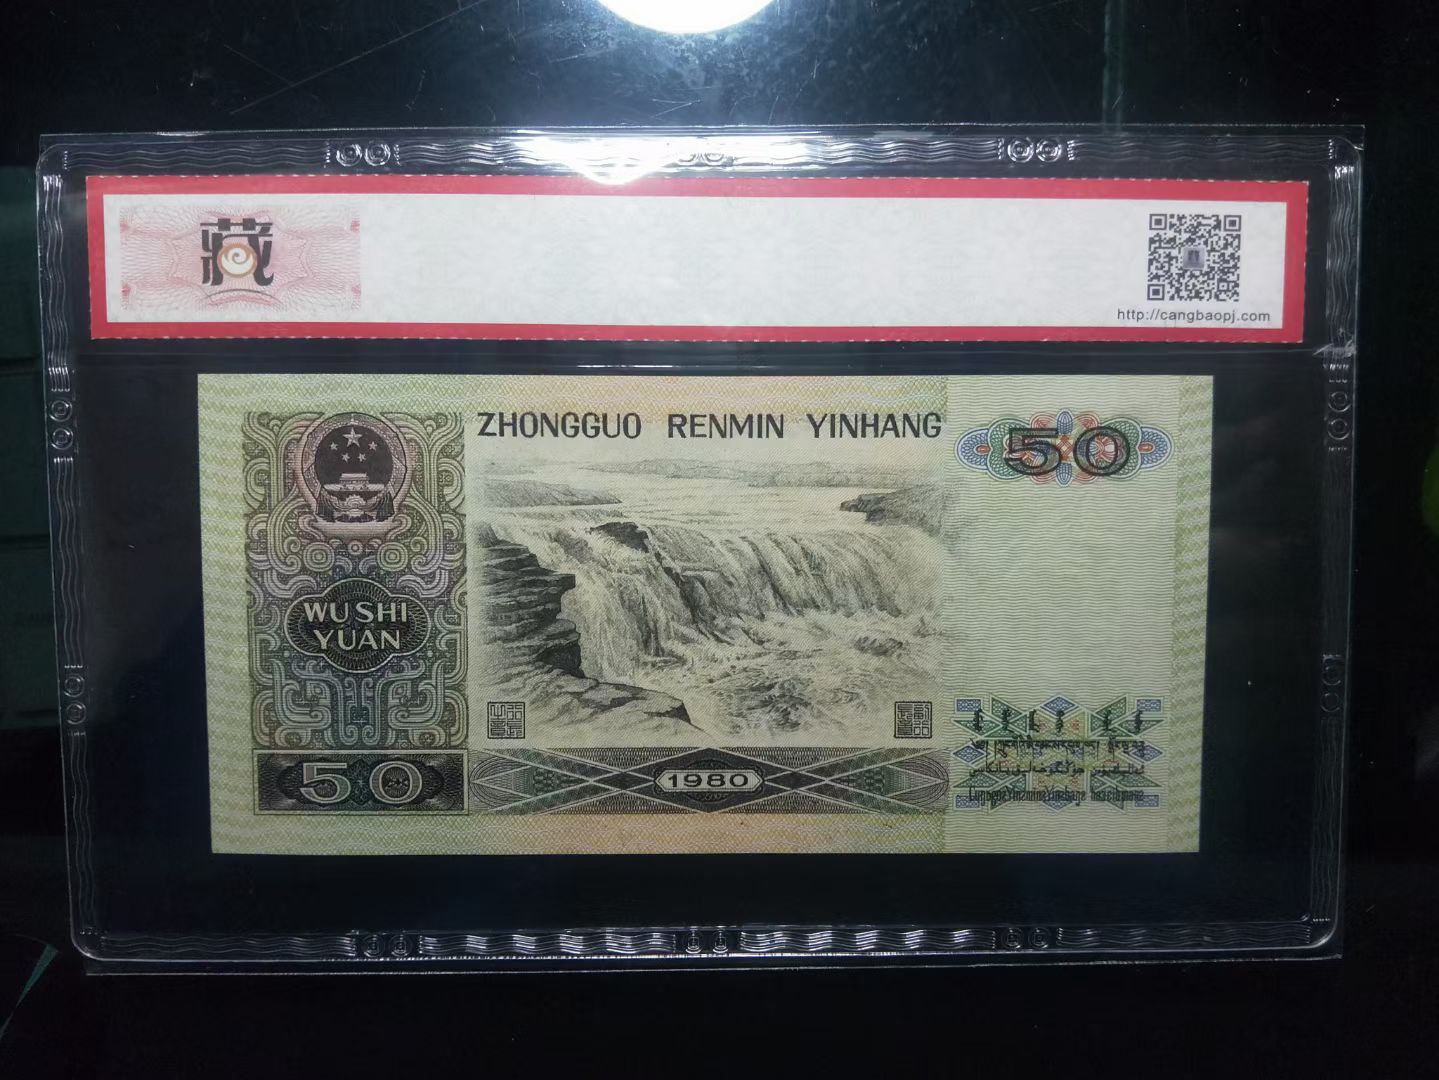 藏
http://cangbaopj.com
ZHONGGUO RENMIN YINHANG
50
WU SHI
YUAN
50
1980